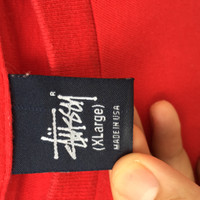 Stüssy ®
(XLarge)
MADE IN USA